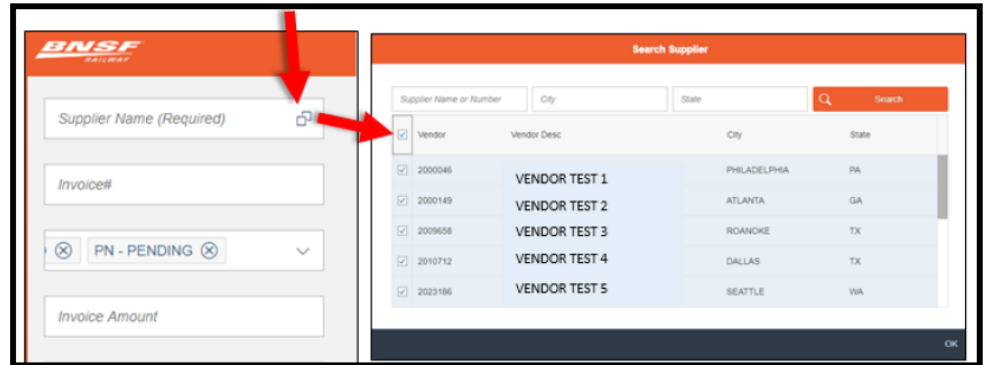 BNSF
RAILWAY
Supplier Name (Required)
Invoice#
PN - PENDING
Invoice Amount
Search Supplier
Supplier Name or Number City State Search
Vendor Vendor Desc City State
2000046 VENDOR TEST 1 PHILADELPHIA PA
2000149 VENDOR TEST 2 ATLANTA GA
2009658 VENDOR TEST 3 ROANOKE TX
2010712 VENDOR TEST 4 DALLAS TX
2023186 VENDOR TEST 5 SEATTLE WA
OK